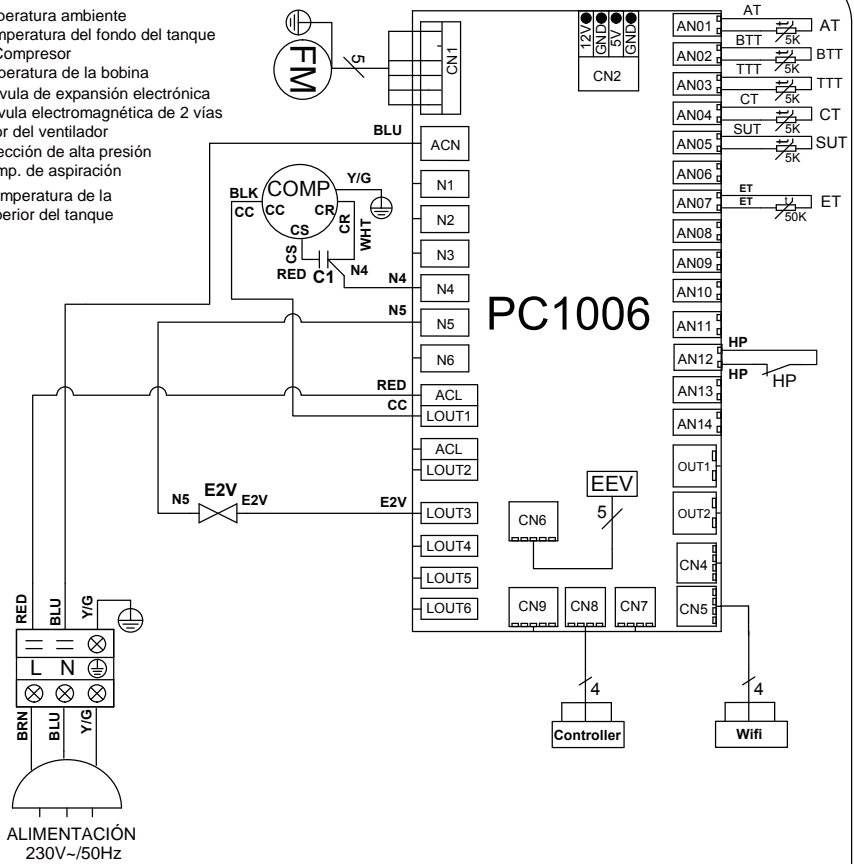 peratura ambiente
mperatura del fondo del tanque
Compresor
peratura de la bobina
vula de expansión electrónica
vula electromagnética de 2 vías
or del ventilador
ección de alta presión
mp. de aspiración
mperatura de la
perior del tanque
FM
5
CN1
12V
GND
5V
GND
CN2
AN01
AN02
AN03
AN04
AN05
AN06
AN07
AN08
AN09
AN10
AN11
AN12
AN13
AN14
OUT1
OUT2
CN4
CN5
AT
5K
AT
BTT
5K
BTT
TTT
5K
TTT
CT
5K
CT
SUT
5K
SUT
ET
ET
50K
ET
HP
HP
HP
BLU
ACN
N1
N2
N3
N4
N4
N5
N5
N6
RED
ACL
CC
LOUT1
ACL
LOUT2
E2V
LOUT3
LOUT4
LOUT5
LOUT6
COMP
Y/G
BLK
CC
CC
CR
CS
CR
WHT
CS
RED
C1
N4
PC1006
N5
E2V
E2V
EEV
5
CN6
CN9
CN8
CN7
4
Controller
4
Wifi
RED
BLU
Y/G
L
N
BRN
BLU
Y/G
ALIMENTACIÓN
230V~/50Hz